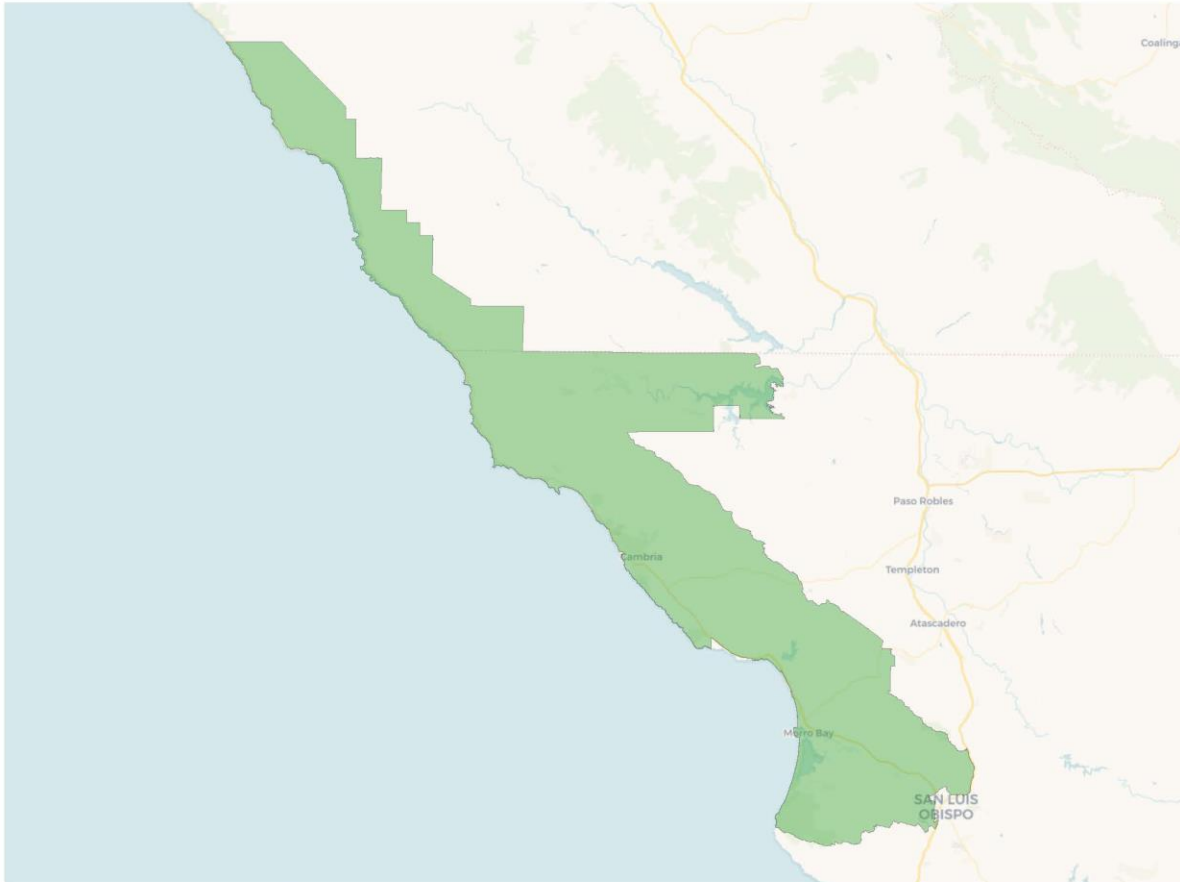 Coalinga
Paso Robles
Cambria
Templeton
Atascadero
Morro Bay
SAN LUIS
OBISPO